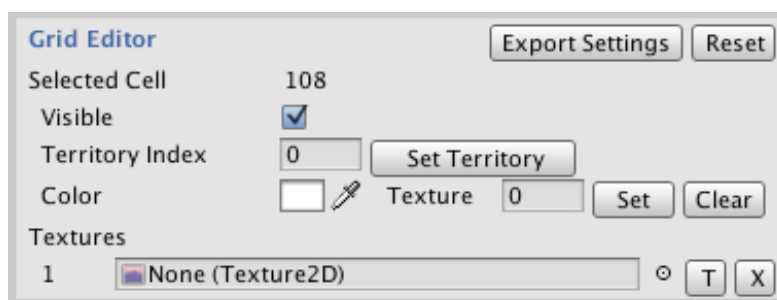 Grid Editor Export Settings Reset
Selected Cell 108
Visible
Territory Index 0 Set Territory
Color Texture 0 Set Clear
Textures
1 None (Texture2D) T X